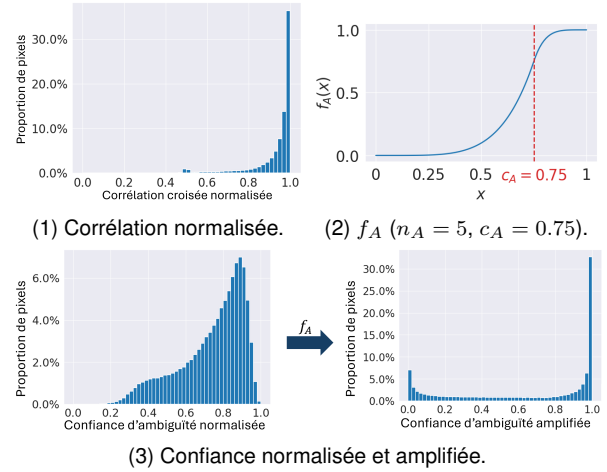 Proportion de pixels
30.0%
20.0%
10.0%
0.0%
0.0 0.2 0.4 0.6 0.8 1.0
Corrélation croisée normalisée
(1) Corrélation normalisée.
f_A(x)
1.0
0.5
0.0
0 0.25 0.5 c_A = 0.75 1
x
(2) f_A (n_A = 5, c_A = 0.75).
Proportion de pixels
6.0%
4.0%
2.0%
0.0%
0.0 0.2 0.4 0.6 0.8 1.0
Confiance d'ambiguïté normalisée
f_A
Proportion de pixels
30.0%
25.0%
20.0%
15.0%
10.0%
5.0%
0.0%
0.0 0.2 0.4 0.6 0.8 1.0
Confiance d'ambiguïté amplifiée
(3) Confiance normalisée et amplifiée.